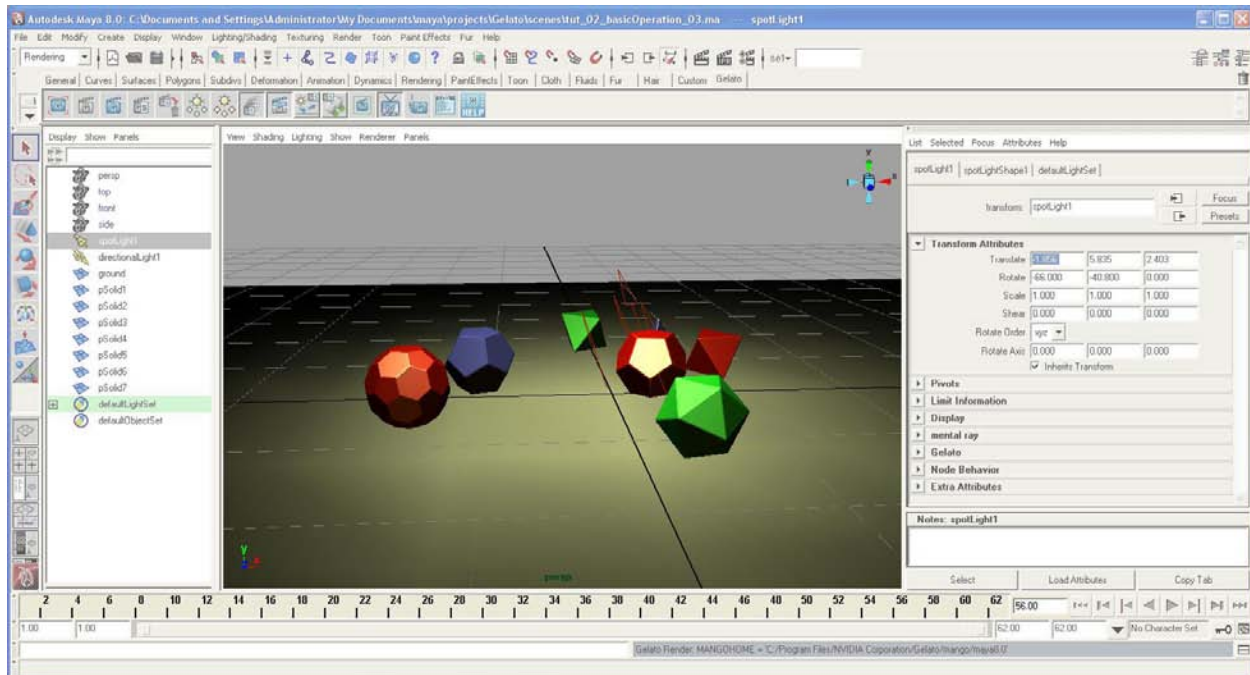 Autodesk Maya 8.0: C:\Documents and Settings\Administrator\My Documents\maya\projects\Gelato\scenes\tut_02_basicOperation_03.ma --- spotLight1
File Edit Modify Create Display Window Lighting/Shading Texturing Render Toon Paint Effects Fur Help
Rendering
sel+
General Curves Surfaces Polygons Subdivs Deformation Animation Dynamics Rendering PaintEffects Toon Cloth Fluids Fur Hair Custom Gelato
HELP
Display Show Panels
persp
top
front
side
spotLight1
directionalLight1
ground
pSolid1
pSolid2
pSolid3
pSolid4
pSolid5
pSolid6
pSolid7
defaultLightSet
defaultObjectSet
View Shading Lighting Show Renderer Panels
persp
List Selected Focus Attributes Help
spotLight1 spotLightShape1 defaultLightSet
transform: spotLight1
Focus
Presets
Transform Attributes
Translate 5.835 2.403
Rotate -66.000 -40.800 0.000
Scale 1.000 1.000 1.000
Shear 0.000 0.000 0.000
Rotate Order xyz
Rotate Axis 0.000 0.000 0.000
Inherits Transform
Pivots
Limit Information
Display
mental ray
Gelato
Node Behavior
Extra Attributes
Notes: spotLight1
Select Load Attributes Copy Tab
2 4 6 8 10 12 14 16 18 20 22 24 26 28 30 32 34 36 38 40 42 44 46 48 50 52 54 56 58 60 62 56.00
1.00 1.00 62.00 62.00 No Character Set
Gelato Render: MANGOHOME = 'C:/Program Files/NVIDIA Corporation/Gelato/mango/maya8.0'